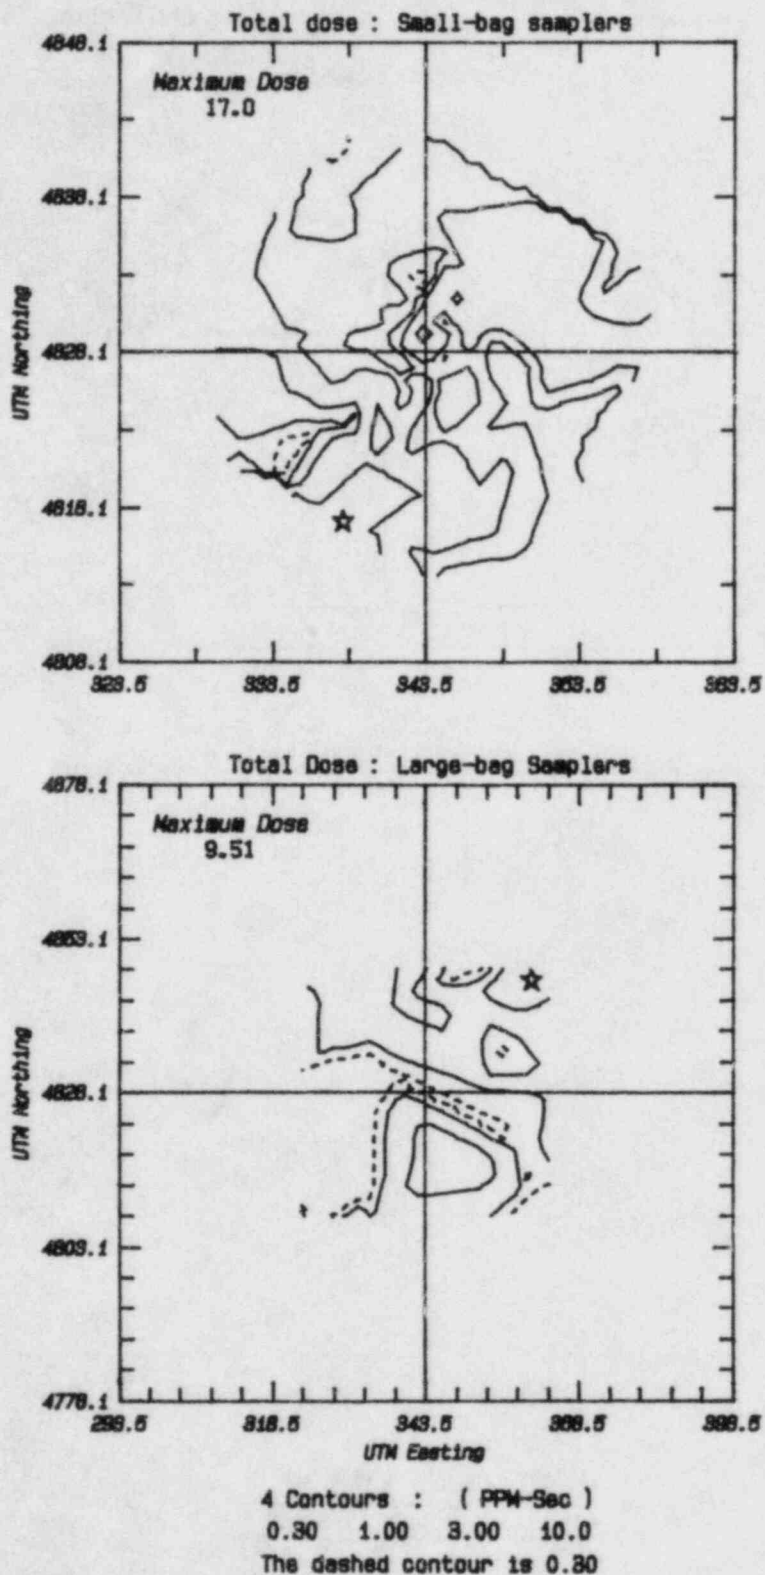 Total dose : Small-bag samplers
4848.1
Maximum Dose
17.0
4838.1
UTM Northing
4828.1
4818.1
4808.1
323.5 333.5 343.5 353.5 363.5
Total Dose : Large-bag Samplers
4878.1
Maximum Dose
9.51
4853.1
UTM Northing
4828.1
4803.1
4778.1
293.5 318.5 343.5 368.5 393.5
UTM Easting
4 Contours : ( PPM-Sec )
0.30 1.00 3.00 10.0
The dashed contour is 0.30